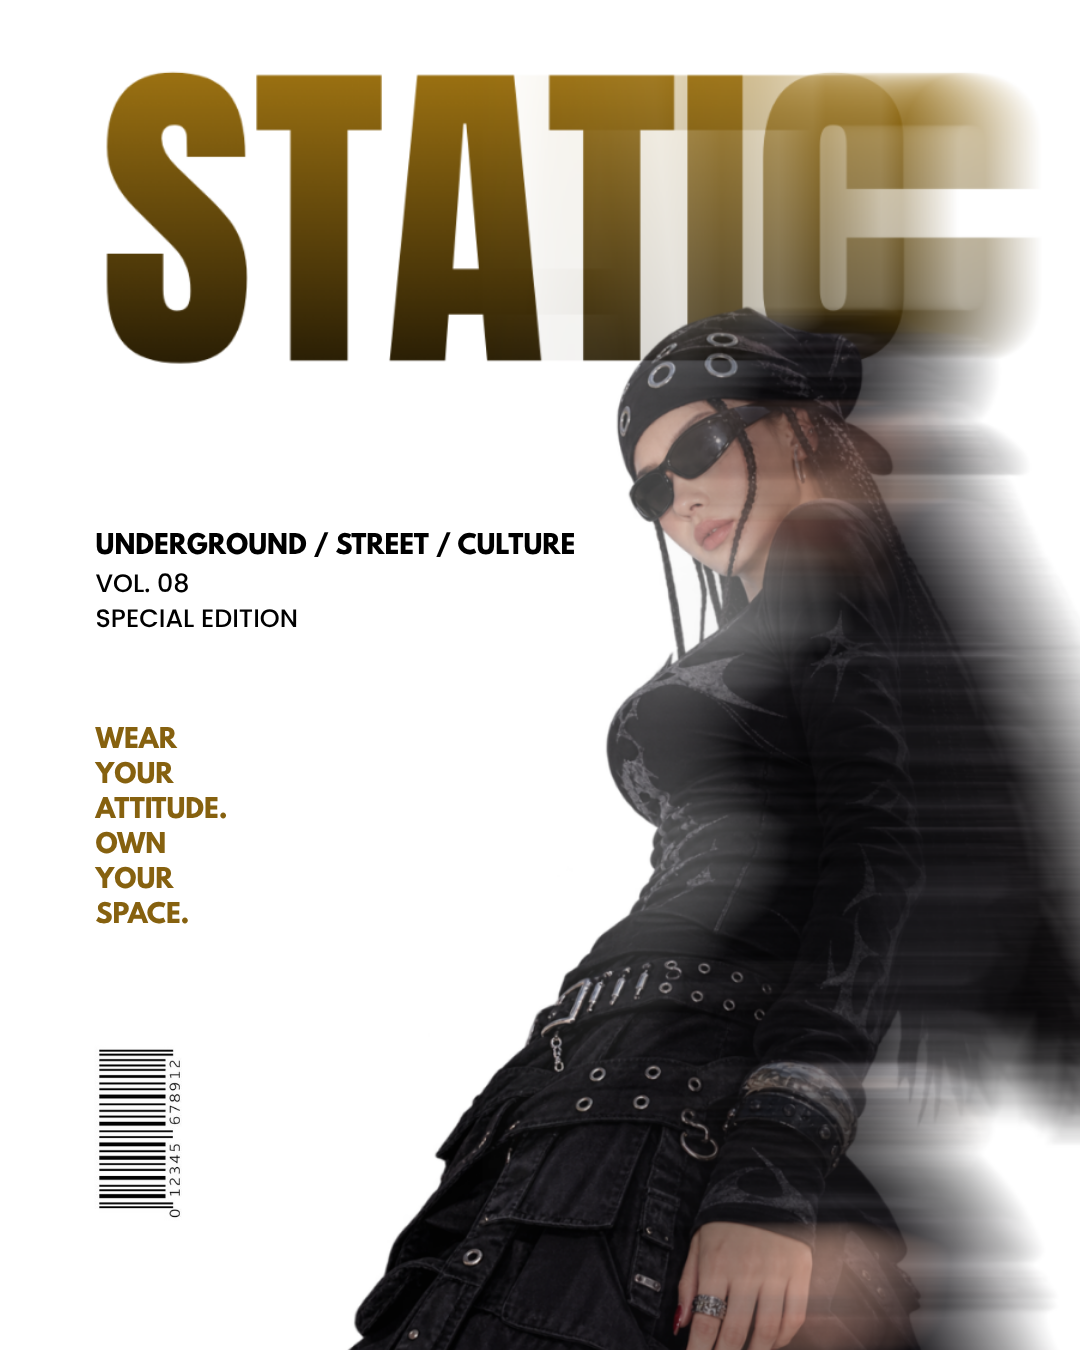 STATIC
UNDERGROUND / STREET / CULTURE
VOL. 08
SPECIAL EDITION
WEAR
YOUR
ATTITUDE.
OWN
YOUR
SPACE.
0 12345 678912